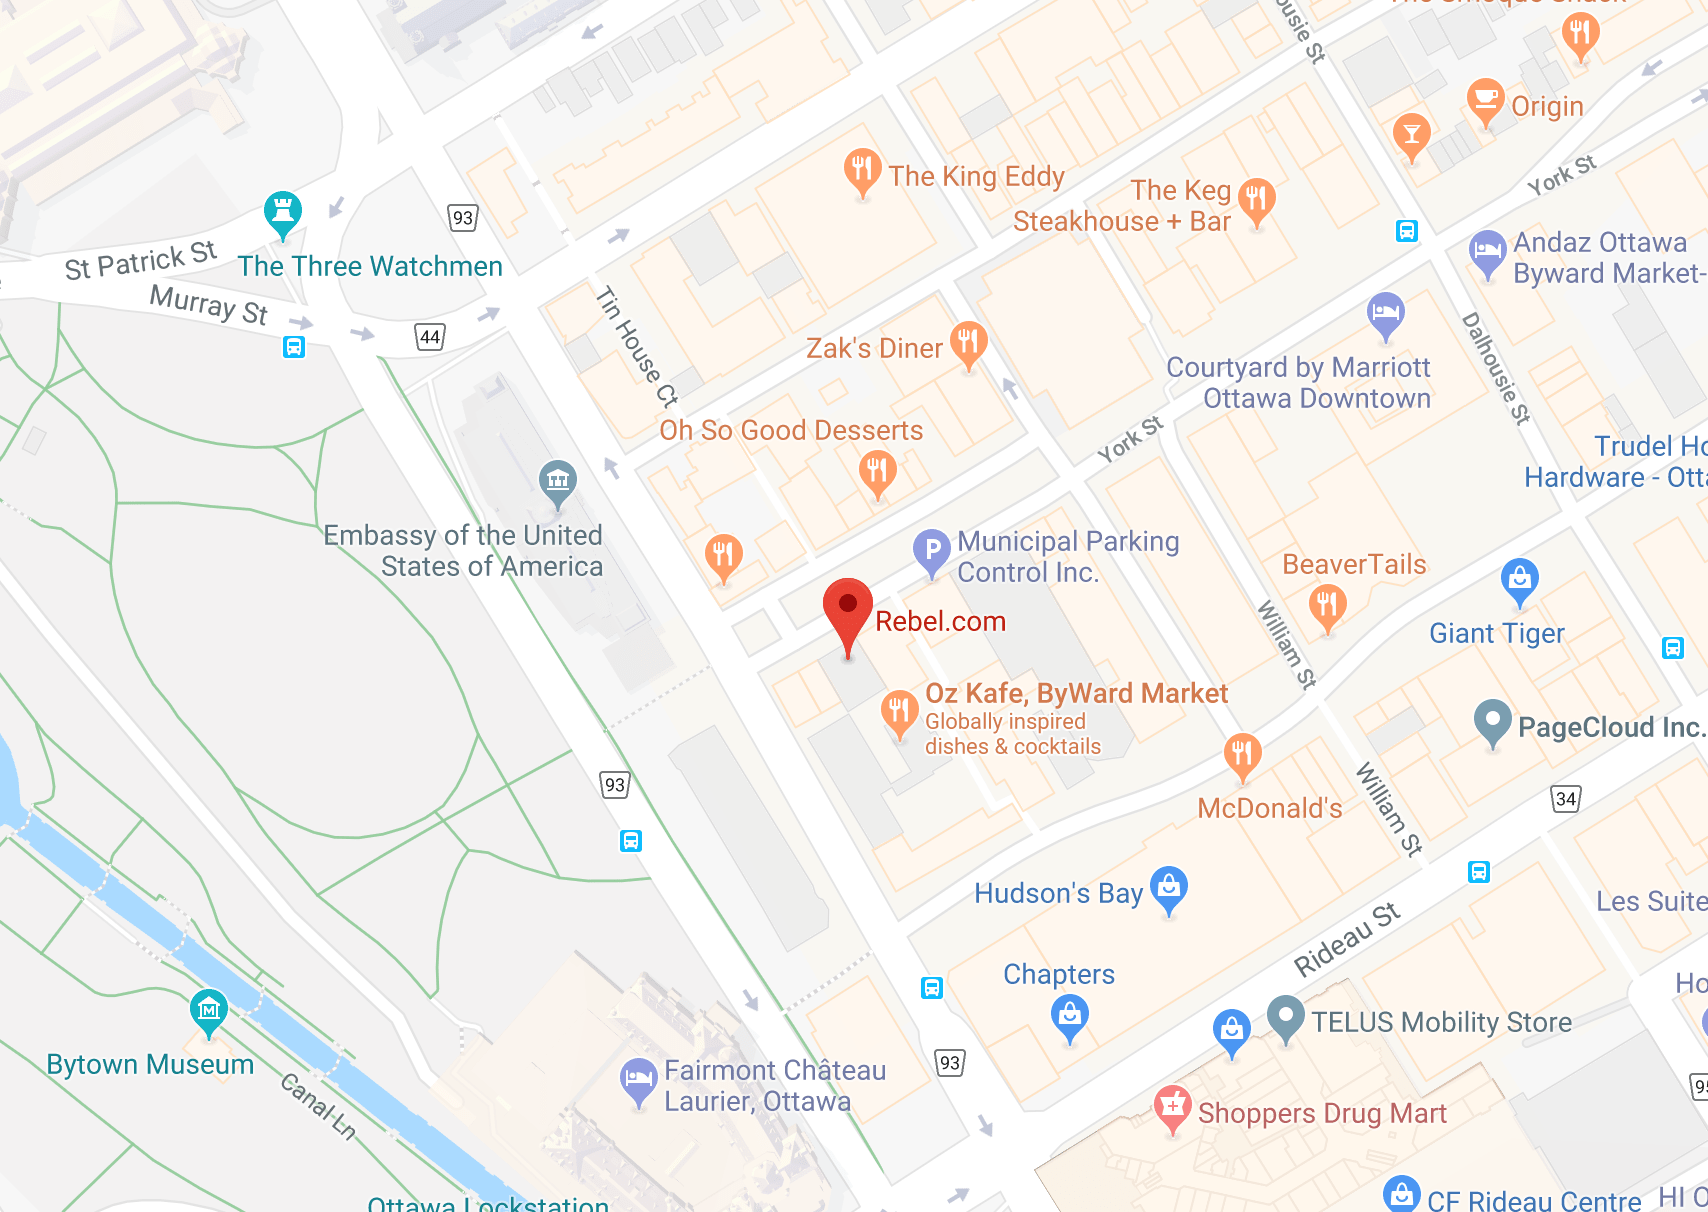 The Smoque Shack
usie St
Origin
York St
The King Eddy
The Keg
Steakhouse + Bar
93
St Patrick St
The Three Watchmen
Murray St
44
Tin House Ct
Andaz Ottawa
Byward Market-
Zak's Diner
Courtyard by Marriott
Ottawa Downtown
Dalhousie St
Oh So Good Desserts
York St
Trudel Ho
Hardware - Otta
Embassy of the United
States of America
P
Municipal Parking
Control Inc.
BeaverTails
Giant Tiger
Rebel.com
William St
Oz Kafe, ByWard Market
Globally inspired
dishes & cocktails
PageCloud Inc.
93
McDonald's
William St
34
Hudson's Bay
Les Suite
Rideau St
Chapters
Ho
M
TELUS Mobility Store
Bytown Museum
Canal Ln
Fairmont Château
Laurier, Ottawa
93
95
Shoppers Drug Mart
Ottawa Lockstation
CF Rideau Centre
HI O